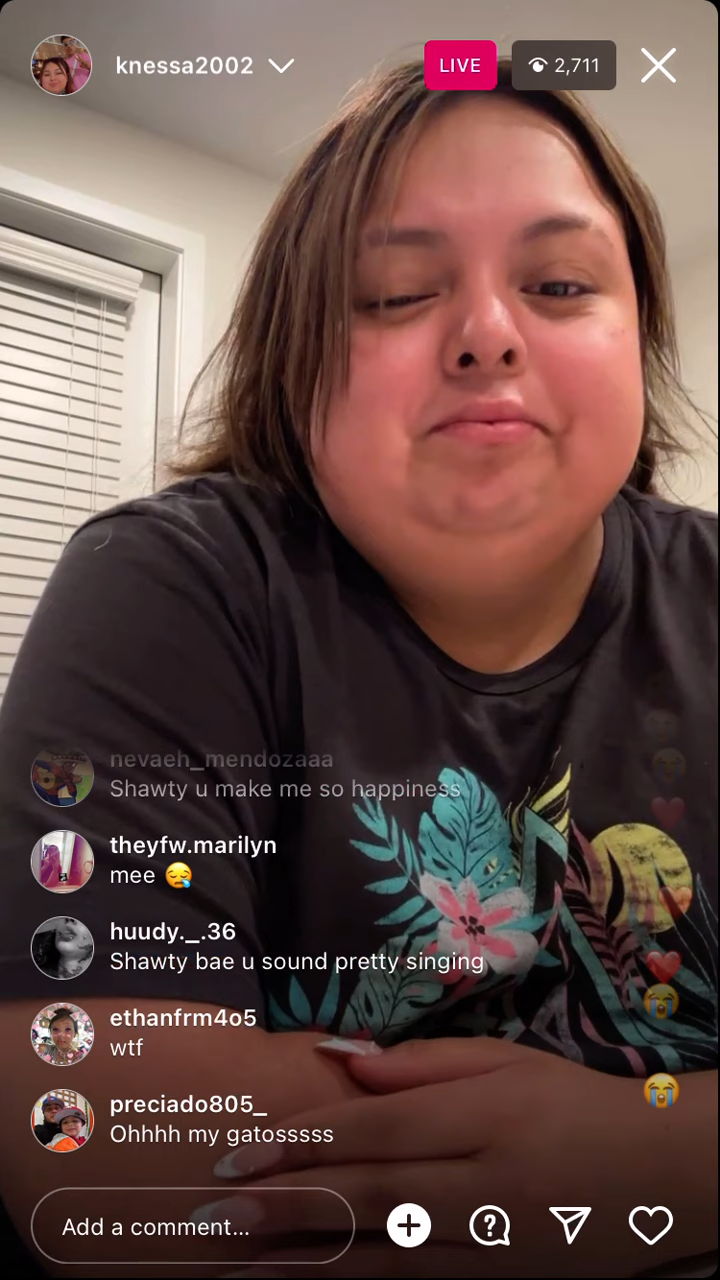 knessa2002
LIVE
2,711
nevaeh_mendozaaa
Shawty u make me so happiness
theyfw.marilyn
mee 😪
huudy._.36
Shawty bae u sound pretty singing
ethanfrm4o5
wtf
preciado805_
Ohhhh my gatosssss
Add a comment...